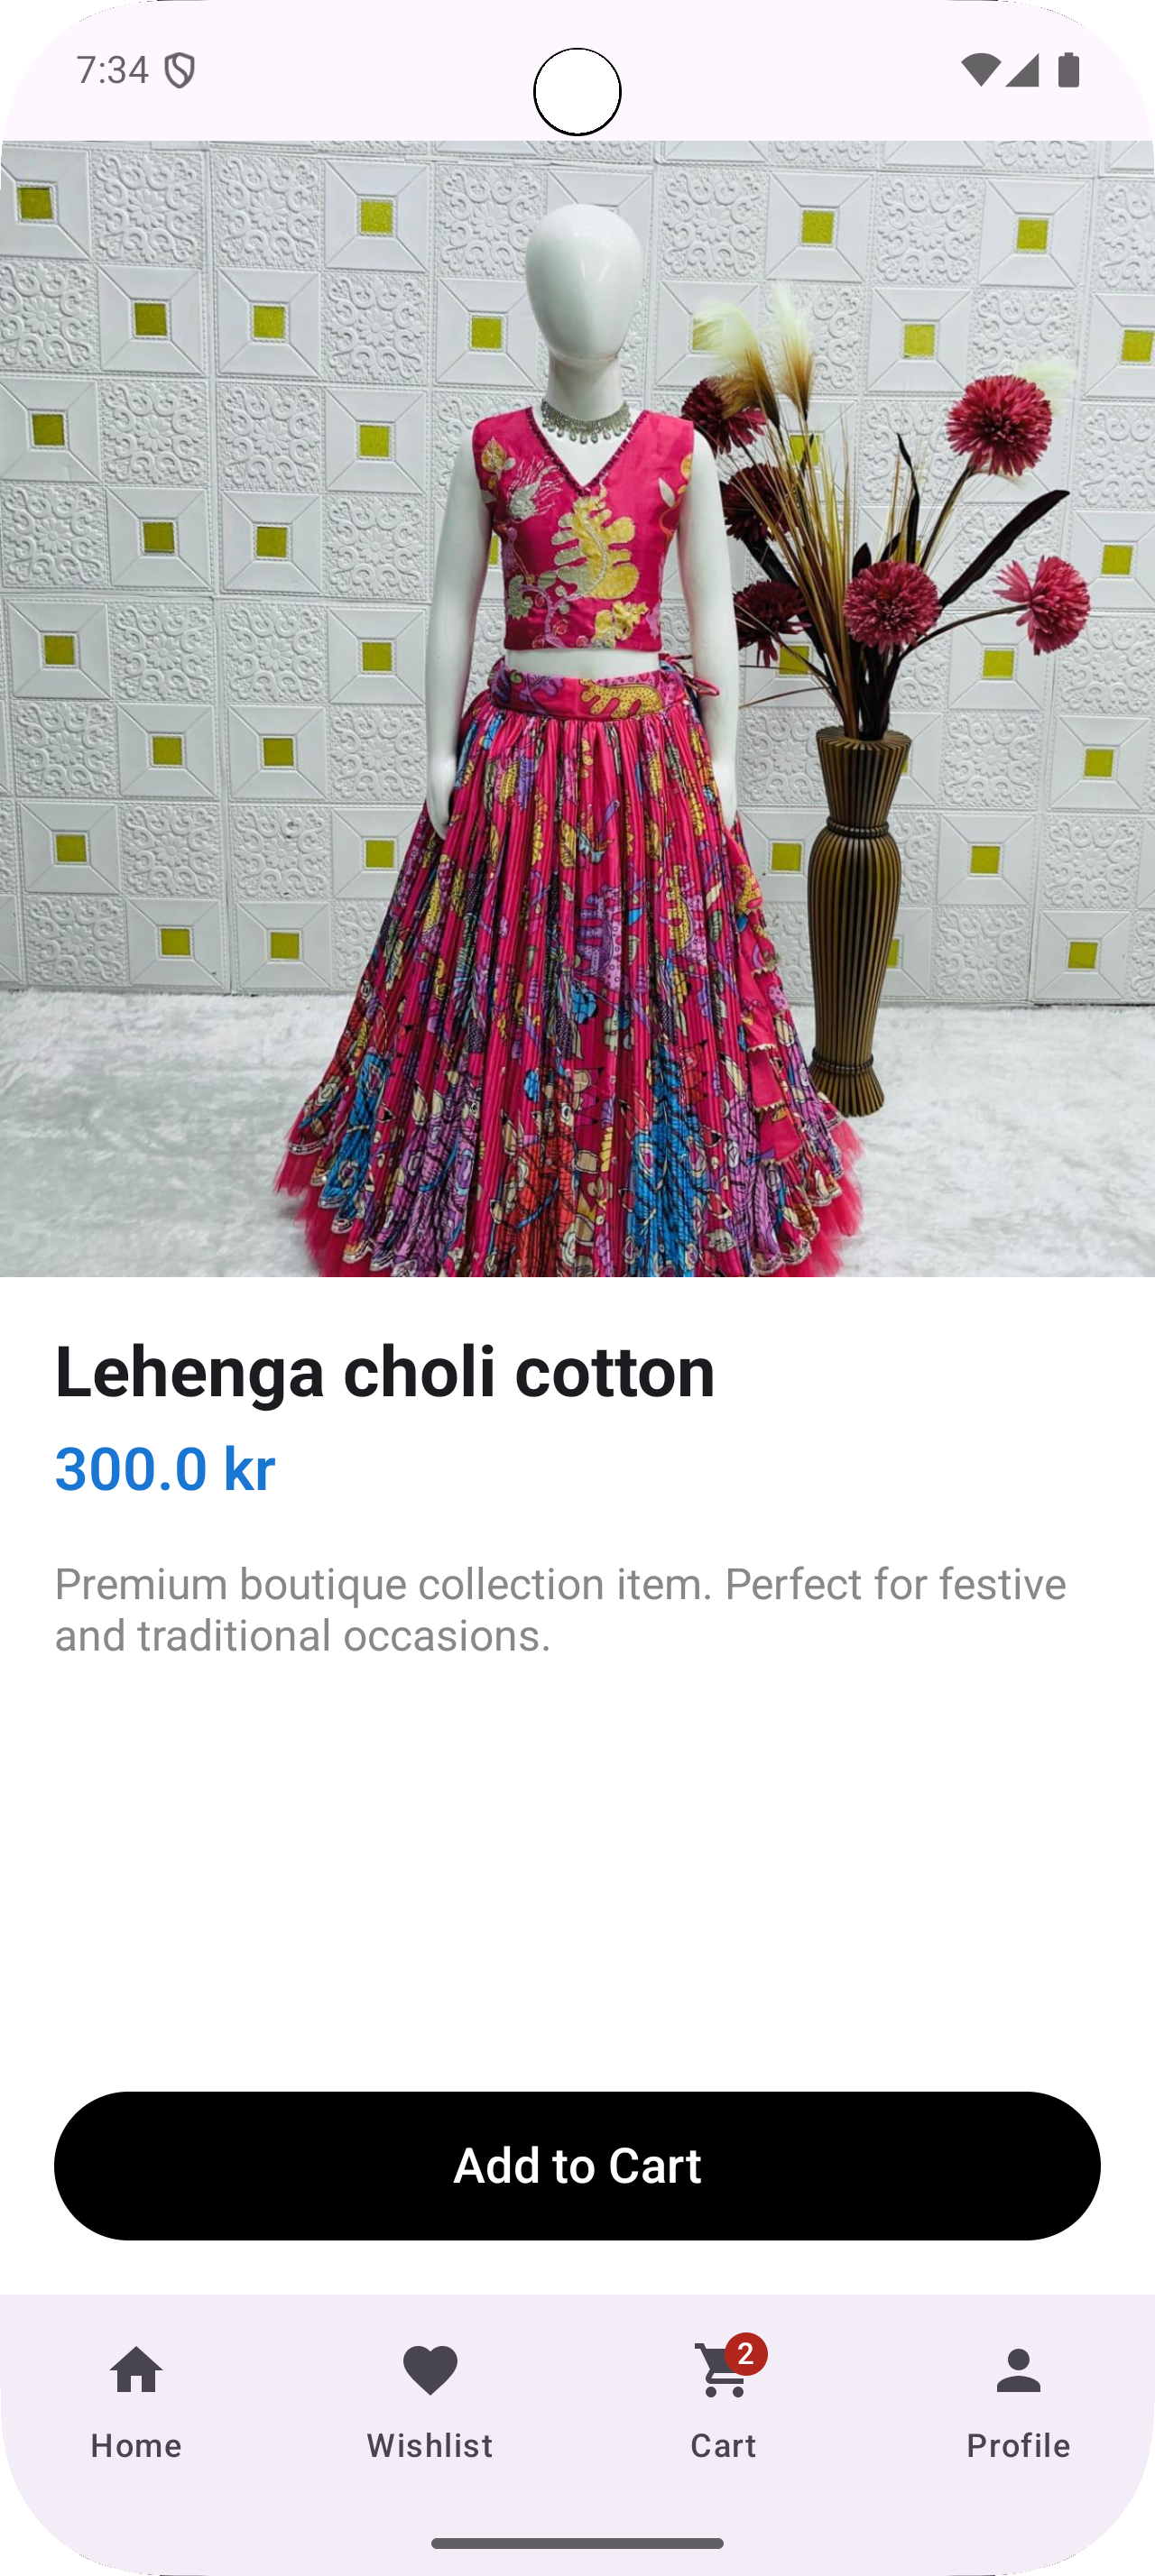 7:34
Lehenga choli cotton
300.0 kr
Premium boutique collection item. Perfect for festive
and traditional occasions.
Add to Cart
2
Home
Wishlist
Cart
Profile